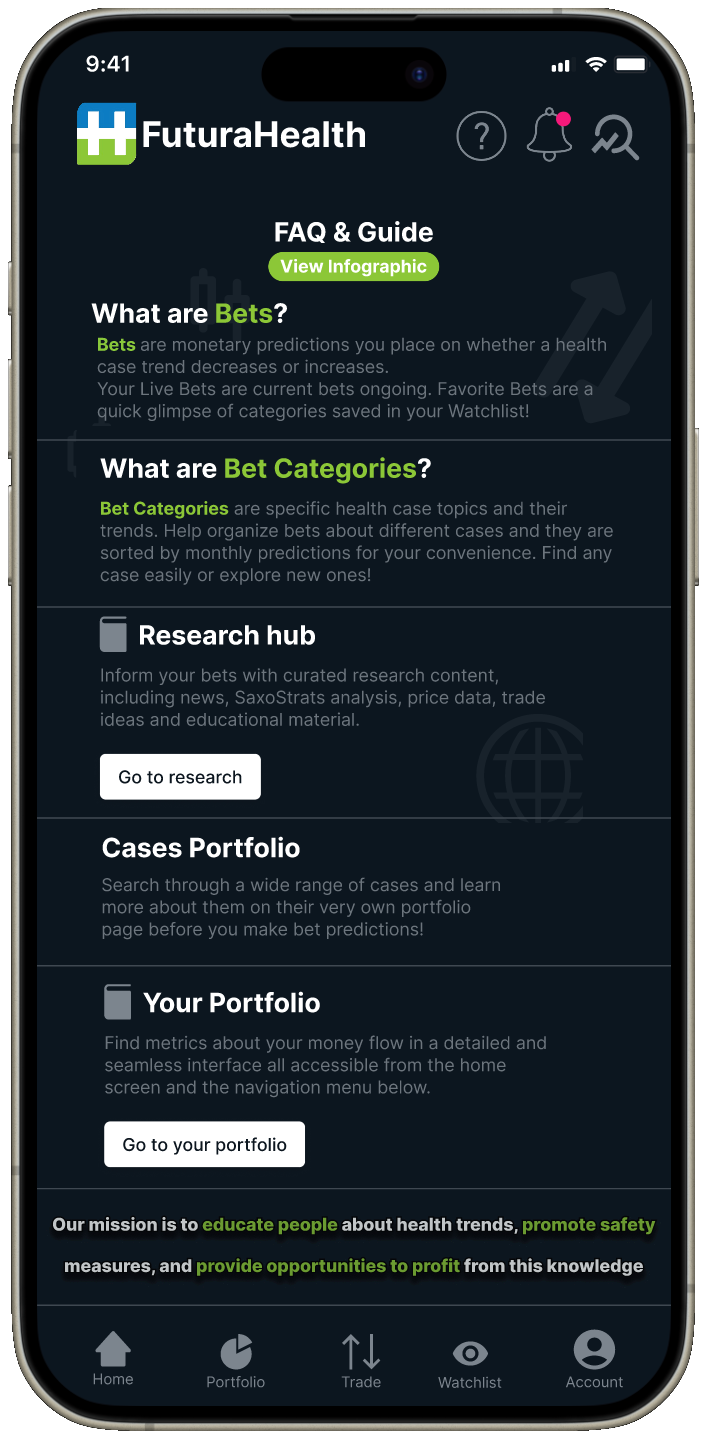 9:41
FuturaHealth
?
FAQ & Guide
View Infographic
What are Bets?
Bets are monetary predictions you place on whether a health
case trend decreases or increases.
Your Live Bets are current bets ongoing. Favorite Bets are a
quick glimpse of categories saved in your Watchlist!
What are Bet Categories?
Bet Categories are specific health case topics and their
trends. Help organize bets about different cases and they are
sorted by monthly predictions for your convenience. Find any
case easily or explore new ones!
Research hub
Inform your bets with curated research content,
including news, SaxoStrats analysis, price data, trade
ideas and educational material.
Go to research
Cases Portfolio
Search through a wide range of cases and learn
more about them on their very own portfolio
page before you make bet predictions!
Your Portfolio
Find metrics about your money flow in a detailed and
seamless interface all accessible from the home
screen and the navigation menu below.
Go to your portfolio
Our mission is to educate people about health trends, promote safety
measures, and provide opportunities to profit from this knowledge
Home
Portfolio
Trade
Watchlist
Account